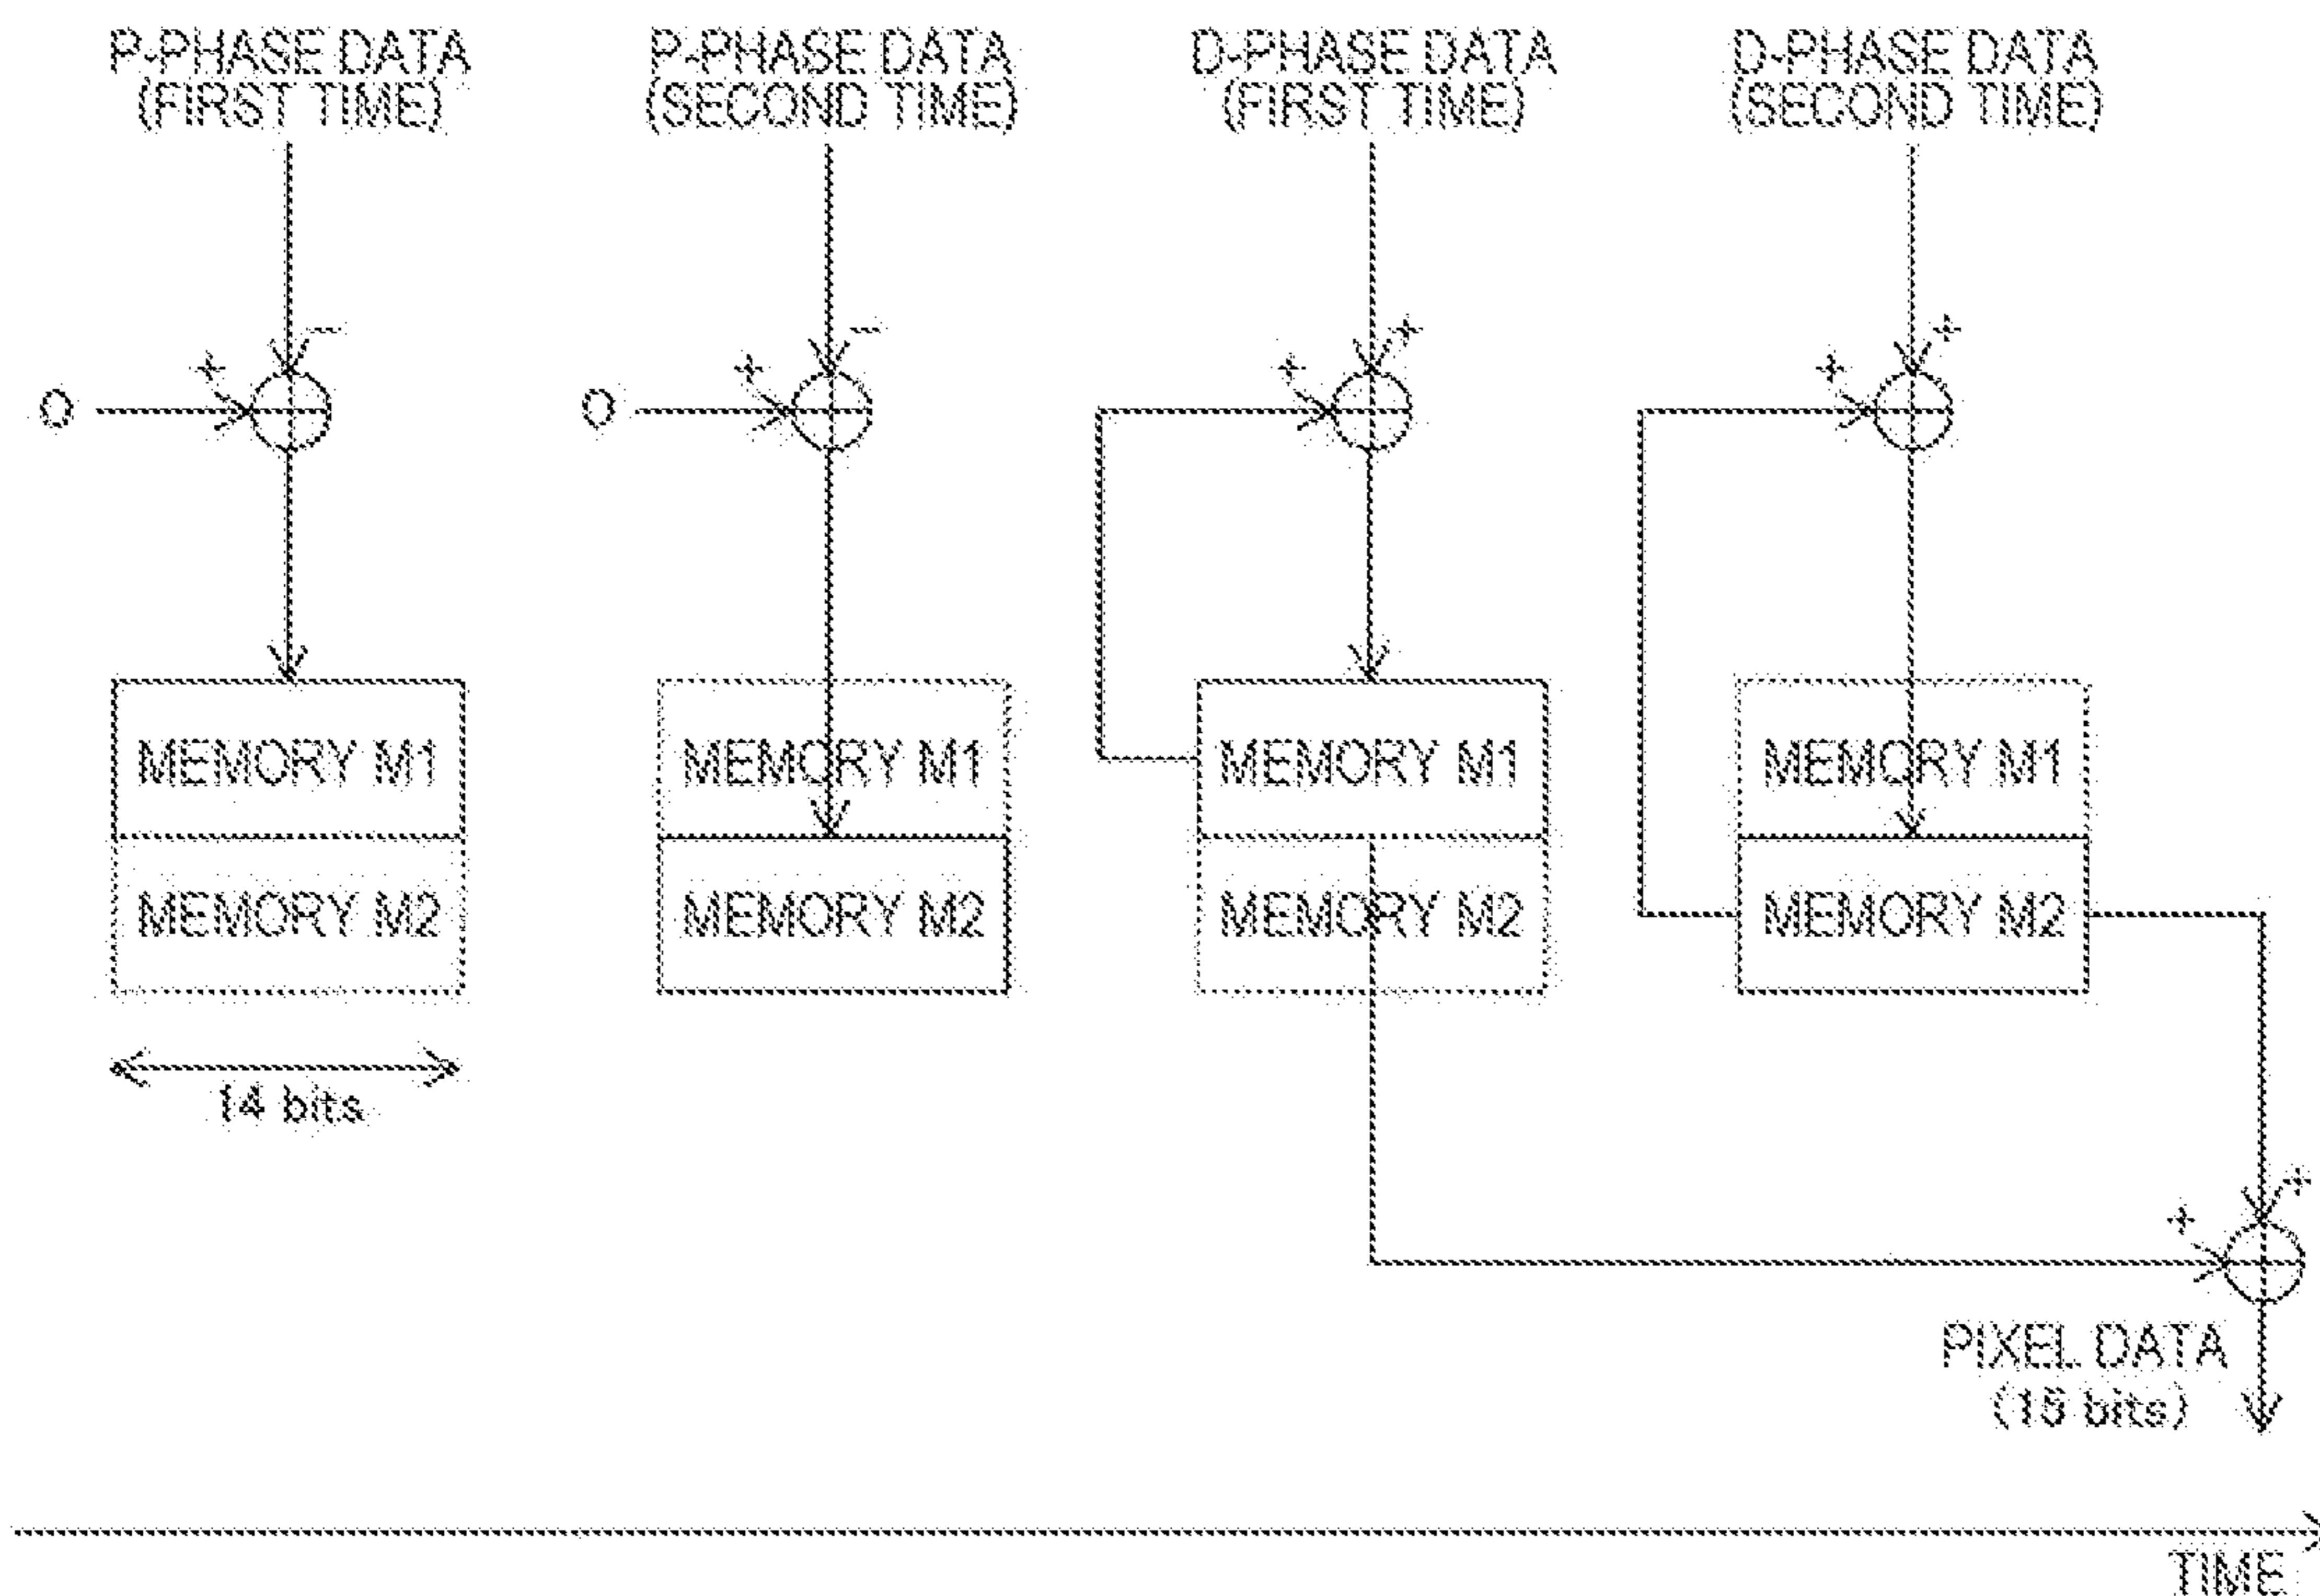 P-PHASE DATA
(FIRST TIME)
P-PHASE DATA
(SECOND TIME)
D-PHASE DATA
(FIRST TIME)
D-PHASE DATA
(SECOND TIME)
−
+
0
−
+
0
+
+
+
+
MEMORY M1
MEMORY M2
MEMORY M1
MEMORY M2
MEMORY M1
MEMORY M2
MEMORY M1
MEMORY M2
14 bits
+
+
PIXEL DATA
(15 bits)
TIME